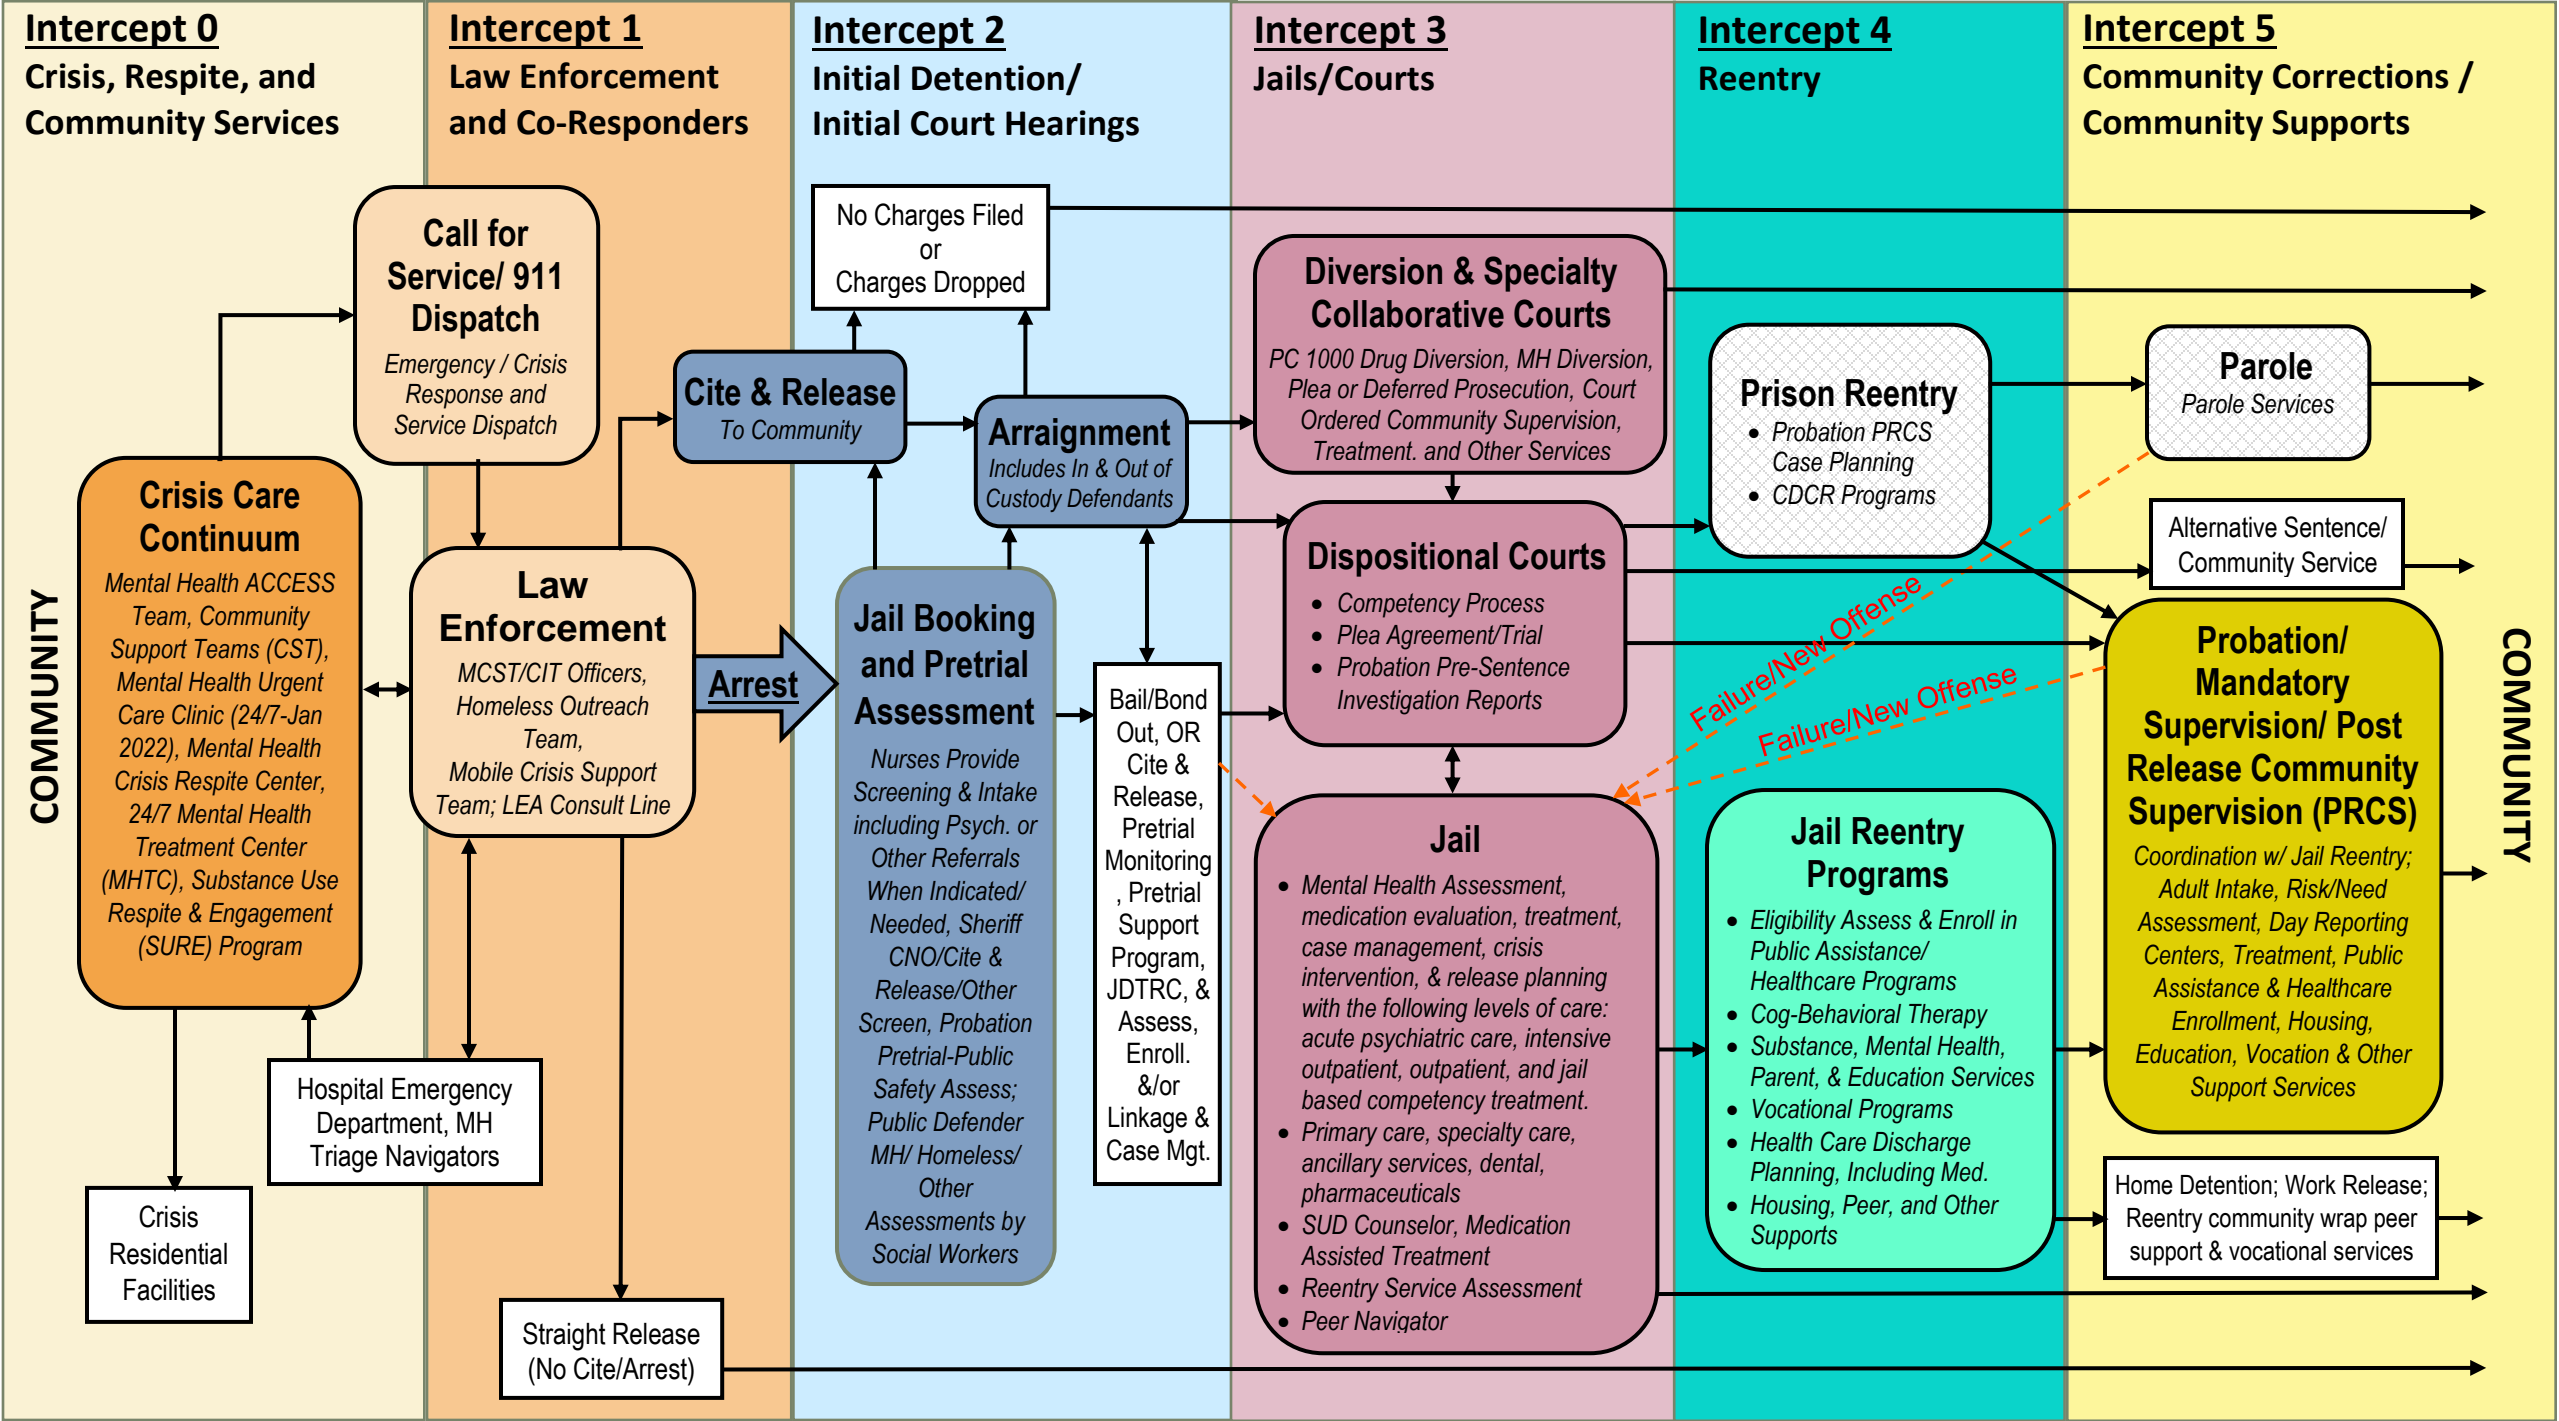 Intercept 0
Crisis, Respite, and
Community Services
Intercept 1
Law Enforcement
and Co-Responders
Intercept 2
Initial Detention/
Initial Court Hearings
Intercept 3
Jails/Courts
Intercept 4
Reentry
Intercept 5
Community Corrections /
Community Supports
COMMUNITY
Call for
Service/ 911
Dispatch
Emergency / Crisis
Response and
Service Dispatch
Crisis Care
Continuum
Mental Health ACCESS
Team, Community
Support Teams (CST),
Mental Health Urgent
Care Clinic (24/7-Jan
2022), Mental Health
Crisis Respite Center,
24/7 Mental Health
Treatment Center
(MHTC), Substance Use
Respite & Engagement
(SURE) Program
Crisis
Residential
Facilities
Hospital Emergency
Department, MH
Triage Navigators
Law
Enforcement
MCST/CIT Officers,
Homeless Outreach
Team,
Mobile Crisis Support
Team; LEA Consult Line
Straight Release
(No Cite/Arrest)
Arrest
Cite & Release
To Community
No Charges Filed
or
Charges Dropped
Arraignment
Includes In & Out of
Custody Defendants
Jail Booking
and Pretrial
Assessment
Nurses Provide
Screening & Intake
including Psych. or
Other Referrals
When Indicated/
Needed, Sheriff
CNO/Cite &
Release/Other
Screen, Probation
Pretrial-Public
Safety Assess;
Public Defender
MH/ Homeless/
Other
Assessments by
Social Workers
Bail/Bond
Out, OR
Cite &
Release,
Pretrial
Monitoring
, Pretrial
Support
Program,
JDTRC, &
Assess,
Enroll.
&/or
Linkage &
Case Mgt.
Diversion & Specialty
Collaborative Courts
PC 1000 Drug Diversion, MH Diversion,
Plea or Deferred Prosecution, Court
Ordered Community Supervision,
Treatment. and Other Services
Dispositional Courts
• Competency Process
• Plea Agreement/Trial
• Probation Pre-Sentence
Investigation Reports
Jail
• Mental Health Assessment,
medication evaluation, treatment,
case management, crisis
intervention, & release planning
with the following levels of care:
acute psychiatric care, intensive
outpatient, outpatient, and jail
based competency treatment.
• Primary care, specialty care,
ancillary services, dental,
pharmaceuticals
• SUD Counselor, Medication
Assisted Treatment
• Reentry Service Assessment
• Peer Navigator
Prison Reentry
• Probation PRCS
Case Planning
• CDCR Programs
Failure/New Offense
Failure/New Offense
Jail Reentry
Programs
• Eligibility Assess & Enroll in
Public Assistance/
Healthcare Programs
• Cog-Behavioral Therapy
• Substance, Mental Health,
Parent, & Education Services
• Vocational Programs
• Health Care Discharge
Planning, Including Med.
• Housing, Peer, and Other
Supports
Parole
Parole Services
Alternative Sentence/
Community Service
Probation/
Mandatory
Supervision/ Post
Release Community
Supervision (PRCS)
Coordination w/ Jail Reentry;
Adult Intake, Risk/Need
Assessment, Day Reporting
Centers, Treatment, Public
Assistance & Healthcare
Enrollment, Housing,
Education, Vocation & Other
Support Services
Home Detention; Work Release;
Reentry community wrap peer
support & vocational services
COMMUNITY